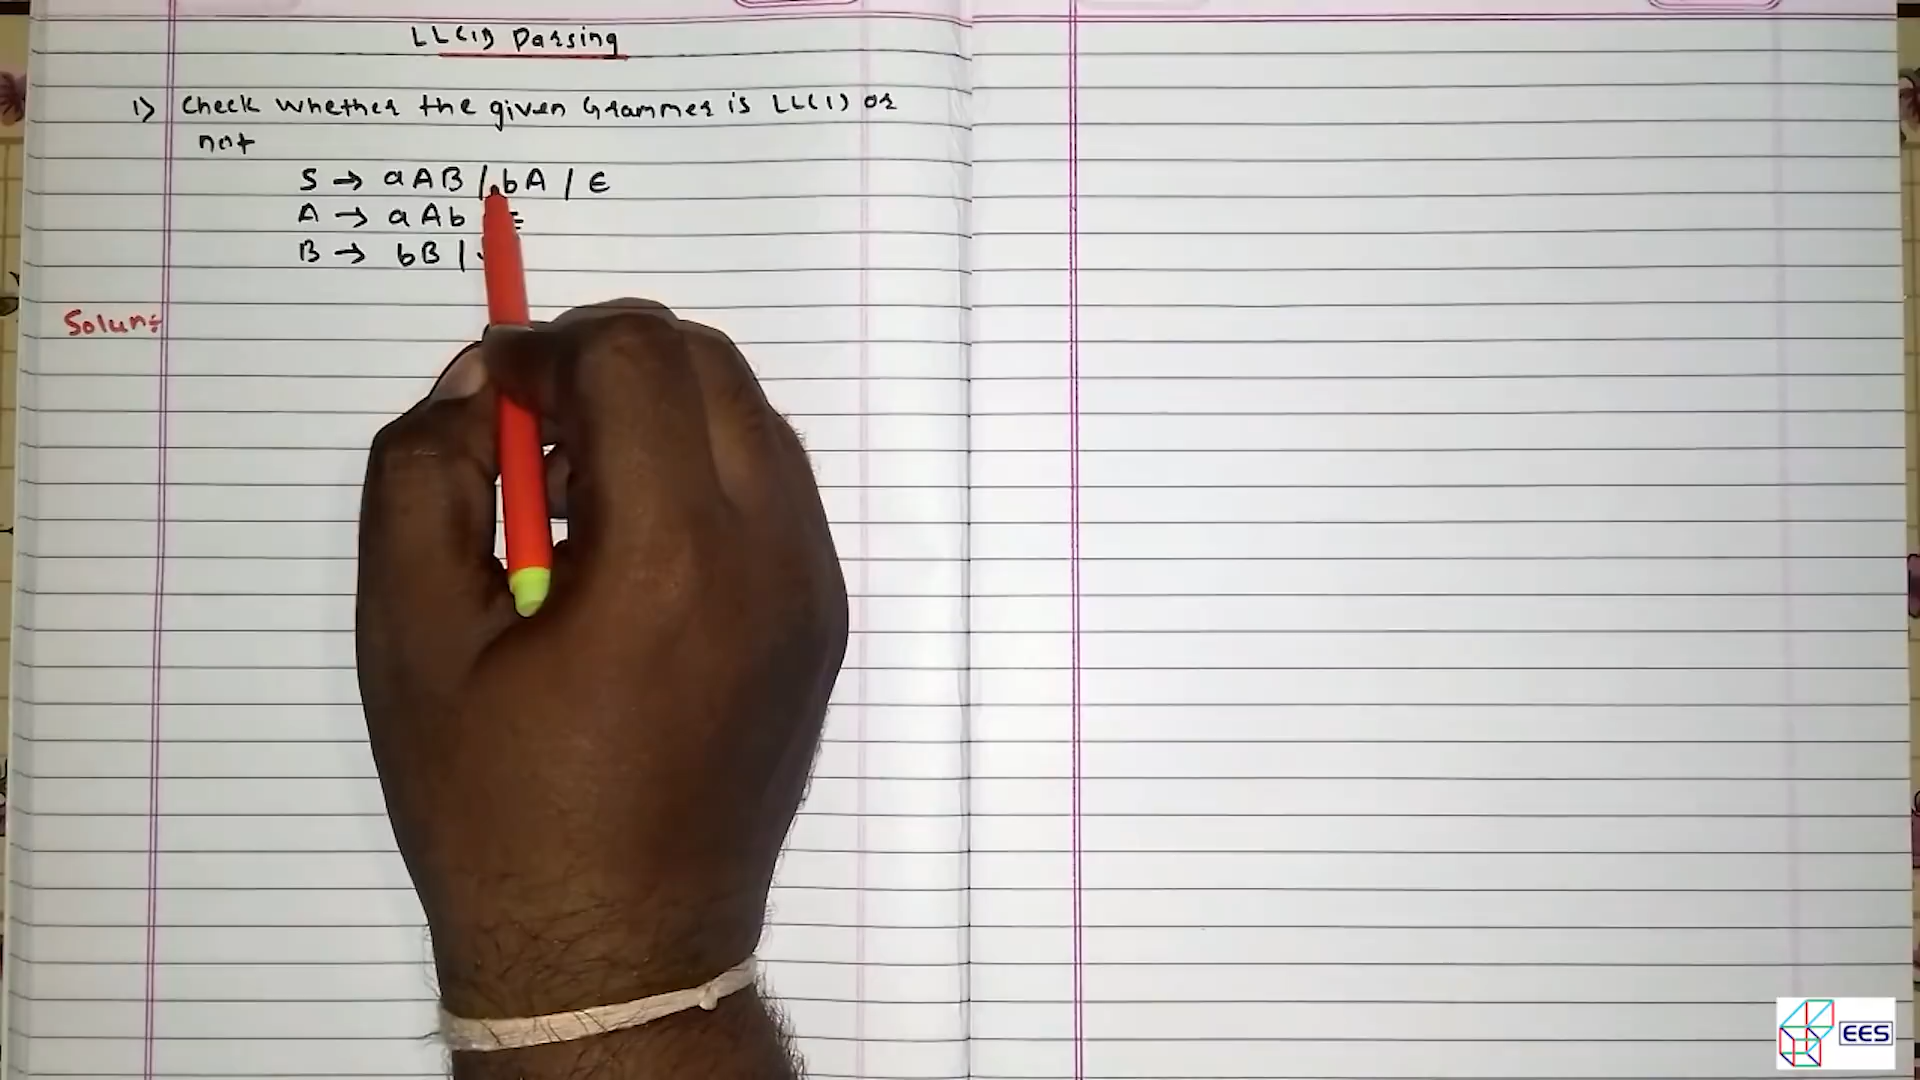 LL(1) Parsing
1) Check whether the given Grammer is LL(1) or
not
S → aAB | bA | ϵ
A → aAb
B → bB |
Solun:
EES